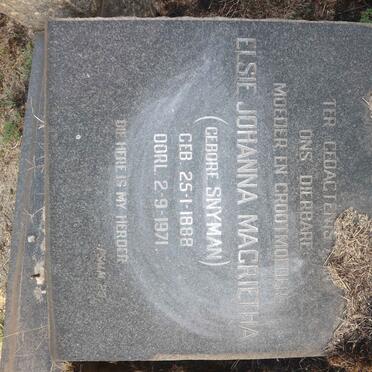 TER GEDAGTENIS
ONS DIERBARE
MOEDER EN GROOTMOEDER
ELSIE JOHANNA MAGRIETHA
(GEBORE SNYMAN)
GEB. 25-1-1888
OORL. 2-9-1971.
DIE HERE IS MY HERDER